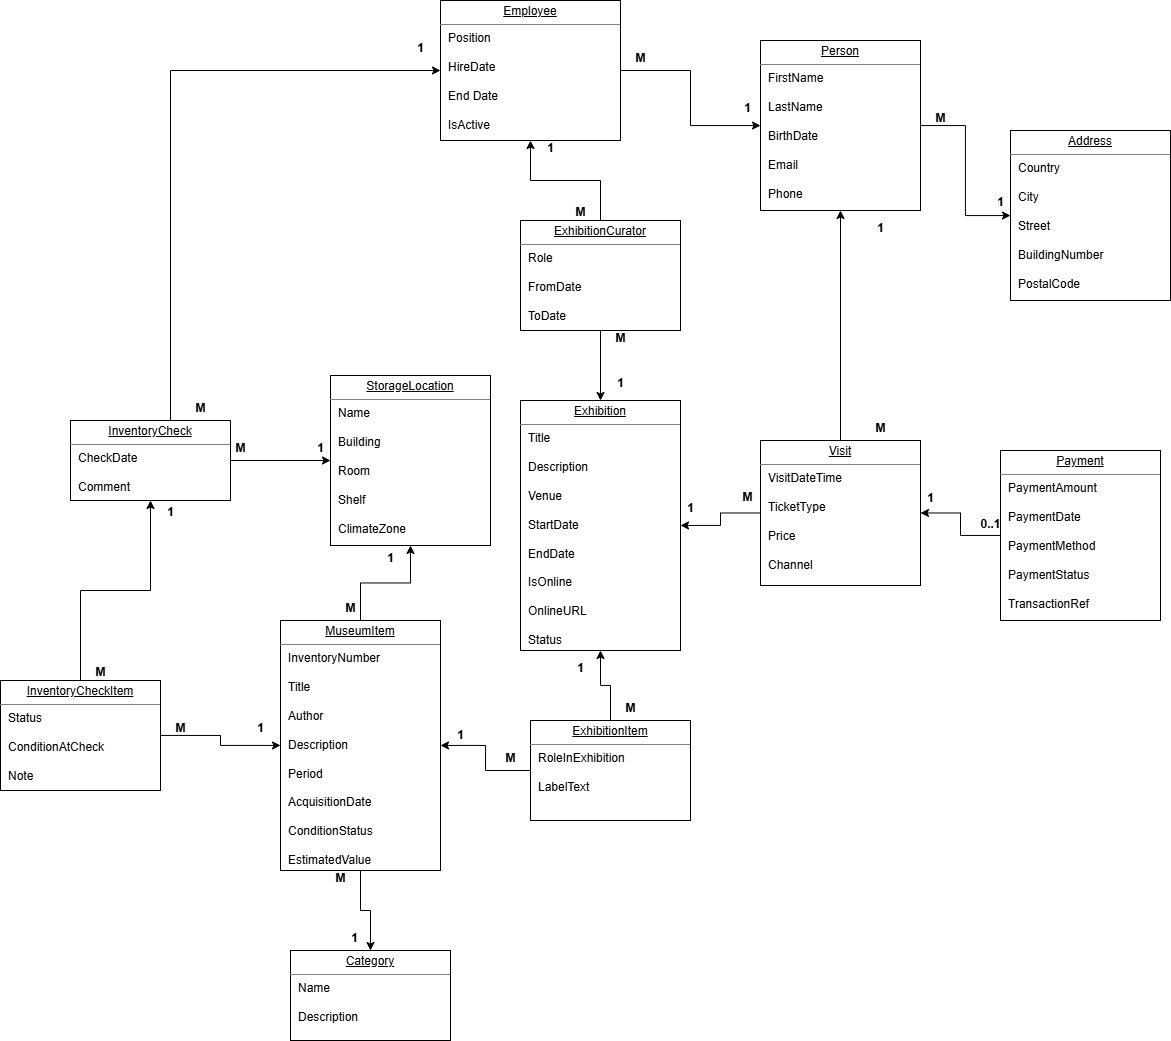 Employee
Position
HireDate
End Date
IsActive
1
M
1
Person
FirstName
LastName
BirthDate
Email
Phone
M
1
Address
Country
City
Street
BuildingNumber
PostalCode
1
M
ExhibitionCurator
Role
FromDate
ToDate
M
1
1
M
StorageLocation
Name
Building
Room
Shelf
ClimateZone
M
InventoryCheck
CheckDate
Comment
M
1
1
Exhibition
Title
Description
Venue
StartDate
EndDate
IsOnline
OnlineURL
Status
1
M
Visit
VisitDateTime
TicketType
Price
Channel
1
0..1
Payment
PaymentAmount
PaymentDate
PaymentMethod
PaymentStatus
TransactionRef
1
M
MuseumItem
InventoryNumber
Title
Author
Description
Period
AcquisitionDate
ConditionStatus
EstimatedValue
M
InventoryCheckItem
Status
ConditionAtCheck
Note
M
1
1
M
ExhibitionItem
RoleInExhibition
LabelText
1
M
M
1
Category
Name
Description